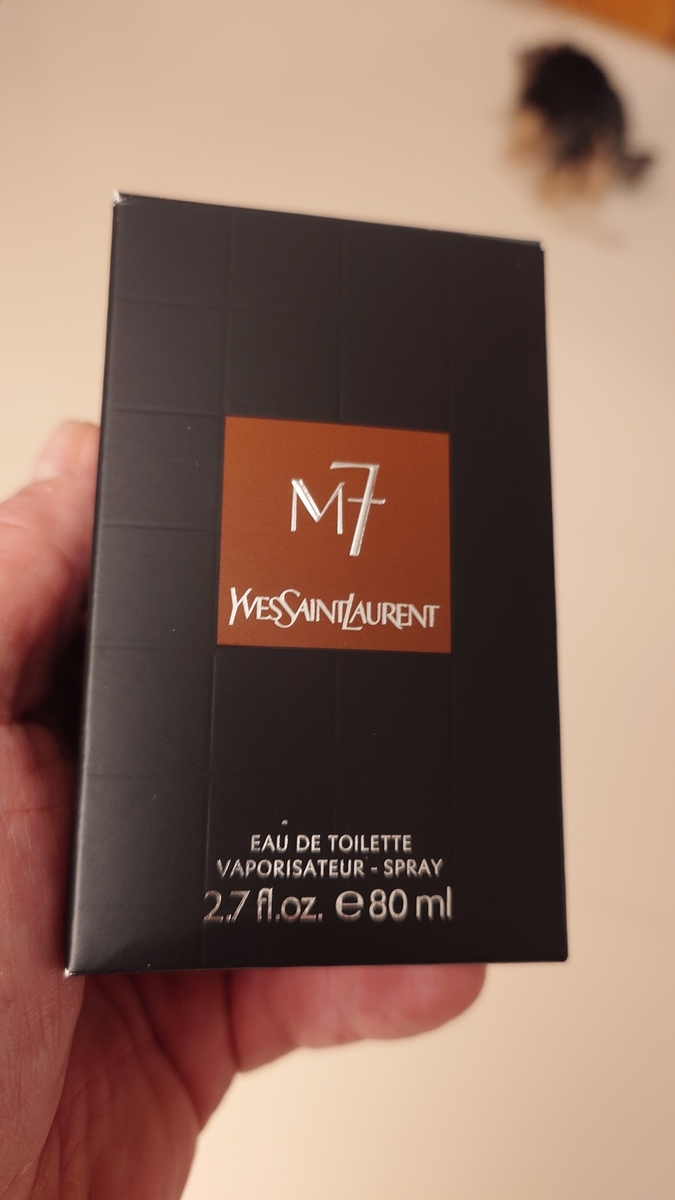 M7
YVESSAINTLAURENT
EAU DE TOILETTE
VAPORISATEUR - SPRAY
2.7 fl.oz. ℮ 80 ml